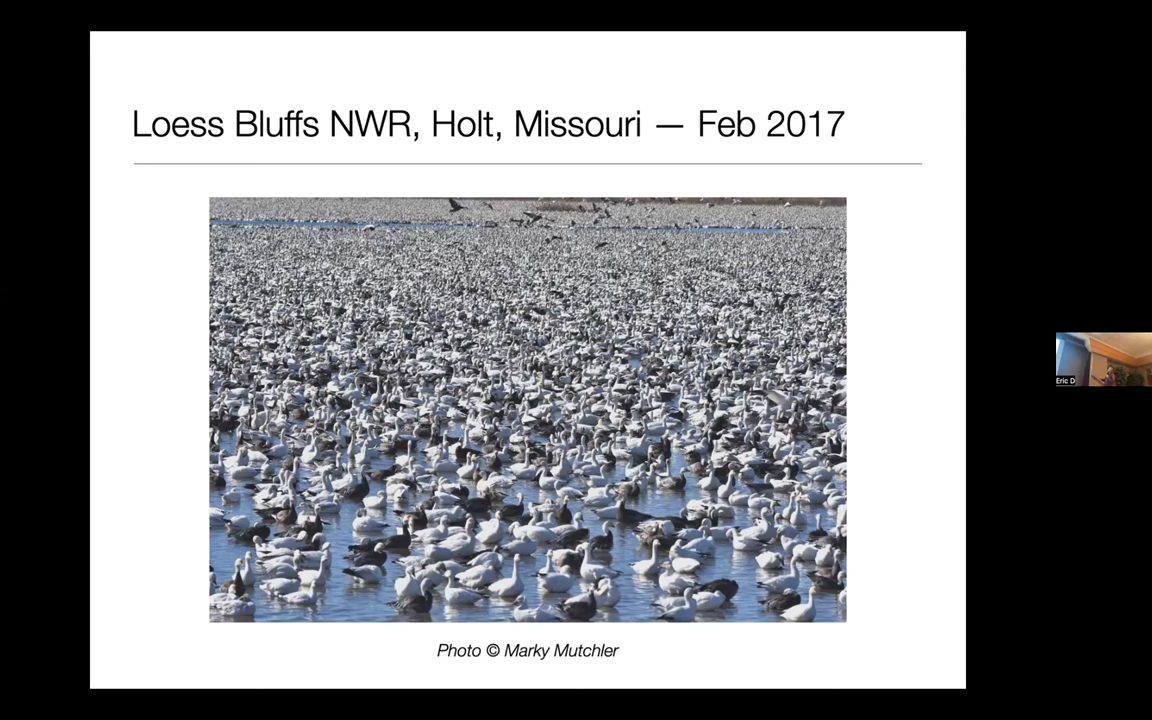 Loess Bluffs NWR, Holt, Missouri — Feb 2017
Photo © Marky Mutchler
Eric D